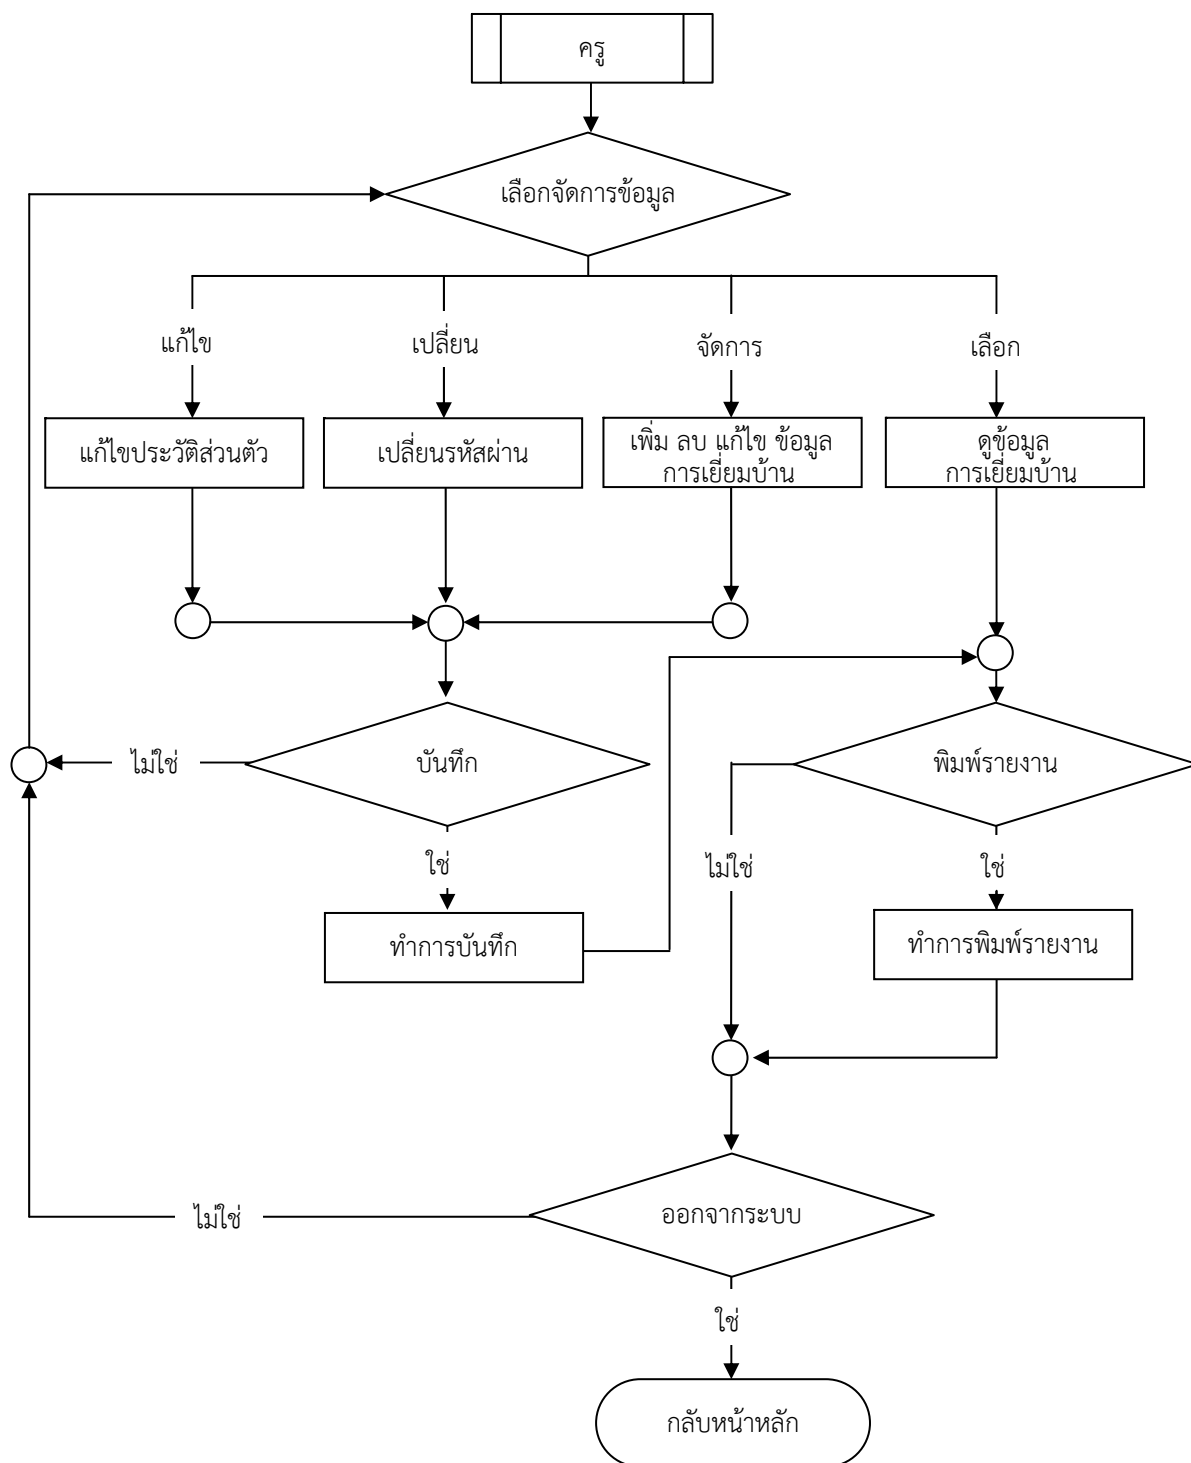 ครู
เลือกจัดการข้อมูล
แก้ไข
เปลี่ยน
จัดการ
เลือก
แก้ไขประวัติส่วนตัว
เปลี่ยนรหัสผ่าน
เพิ่ม ลบ แก้ไข ข้อมูล
การเยี่ยมบ้าน
ดูข้อมูล
การเยี่ยมบ้าน
ไม่ใช่
บันทึก
พิมพ์รายงาน
ใช่
ไม่ใช่
ใช่
ทำการบันทึก
ทำการพิมพ์รายงาน
ไม่ใช่
ออกจากระบบ
ใช่
กลับหน้าหลัก